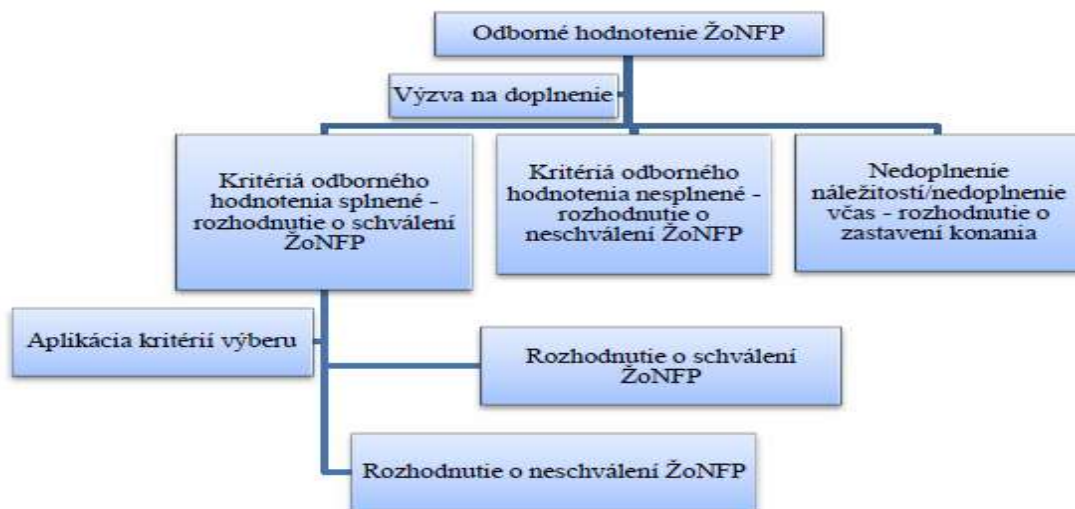 Odborné hodnotenie ŽoNFP
Výzva na doplnenie
Kritériá odborného
hodnotenia splnené -
rozhodnutie o schválení
ŽoNFP
Kritériá odborného
hodnotenia nesplnené -
rozhodnutie o
neschválení ŽoNFP
Nedoplnenie
náležitostí/nedoplnenie
včas - rozhodnutie o
zastavení konania
Aplikácia kritérií výberu
Rozhodnutie o schválení
ŽoNFP
Rozhodnutie o neschválení ŽoNFP